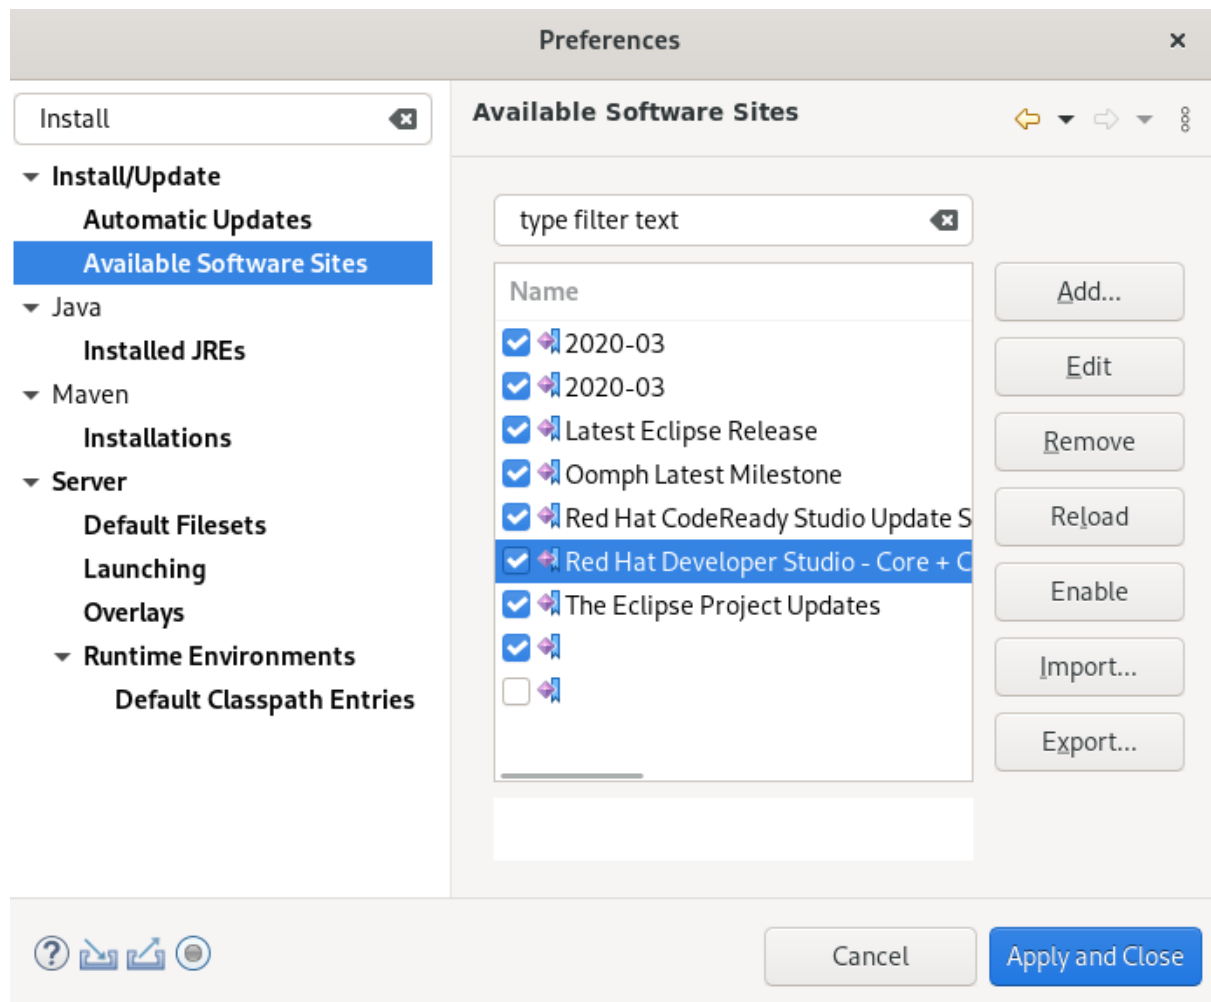 Preferences
Install
Install/Update
Automatic Updates
Available Software Sites
Java
Installed JREs
Maven
Installations
Server
Default Filesets
Launching
Overlays
Runtime Environments
Default Classpath Entries
Available Software Sites
type filter text
Name
2020-03
2020-03
Latest Eclipse Release
Oomph Latest Milestone
Red Hat CodeReady Studio Update S
Red Hat Developer Studio - Core + C
The Eclipse Project Updates
Add...
Edit
Remove
Reload
Enable
Import...
Export...
Cancel
Apply and Close